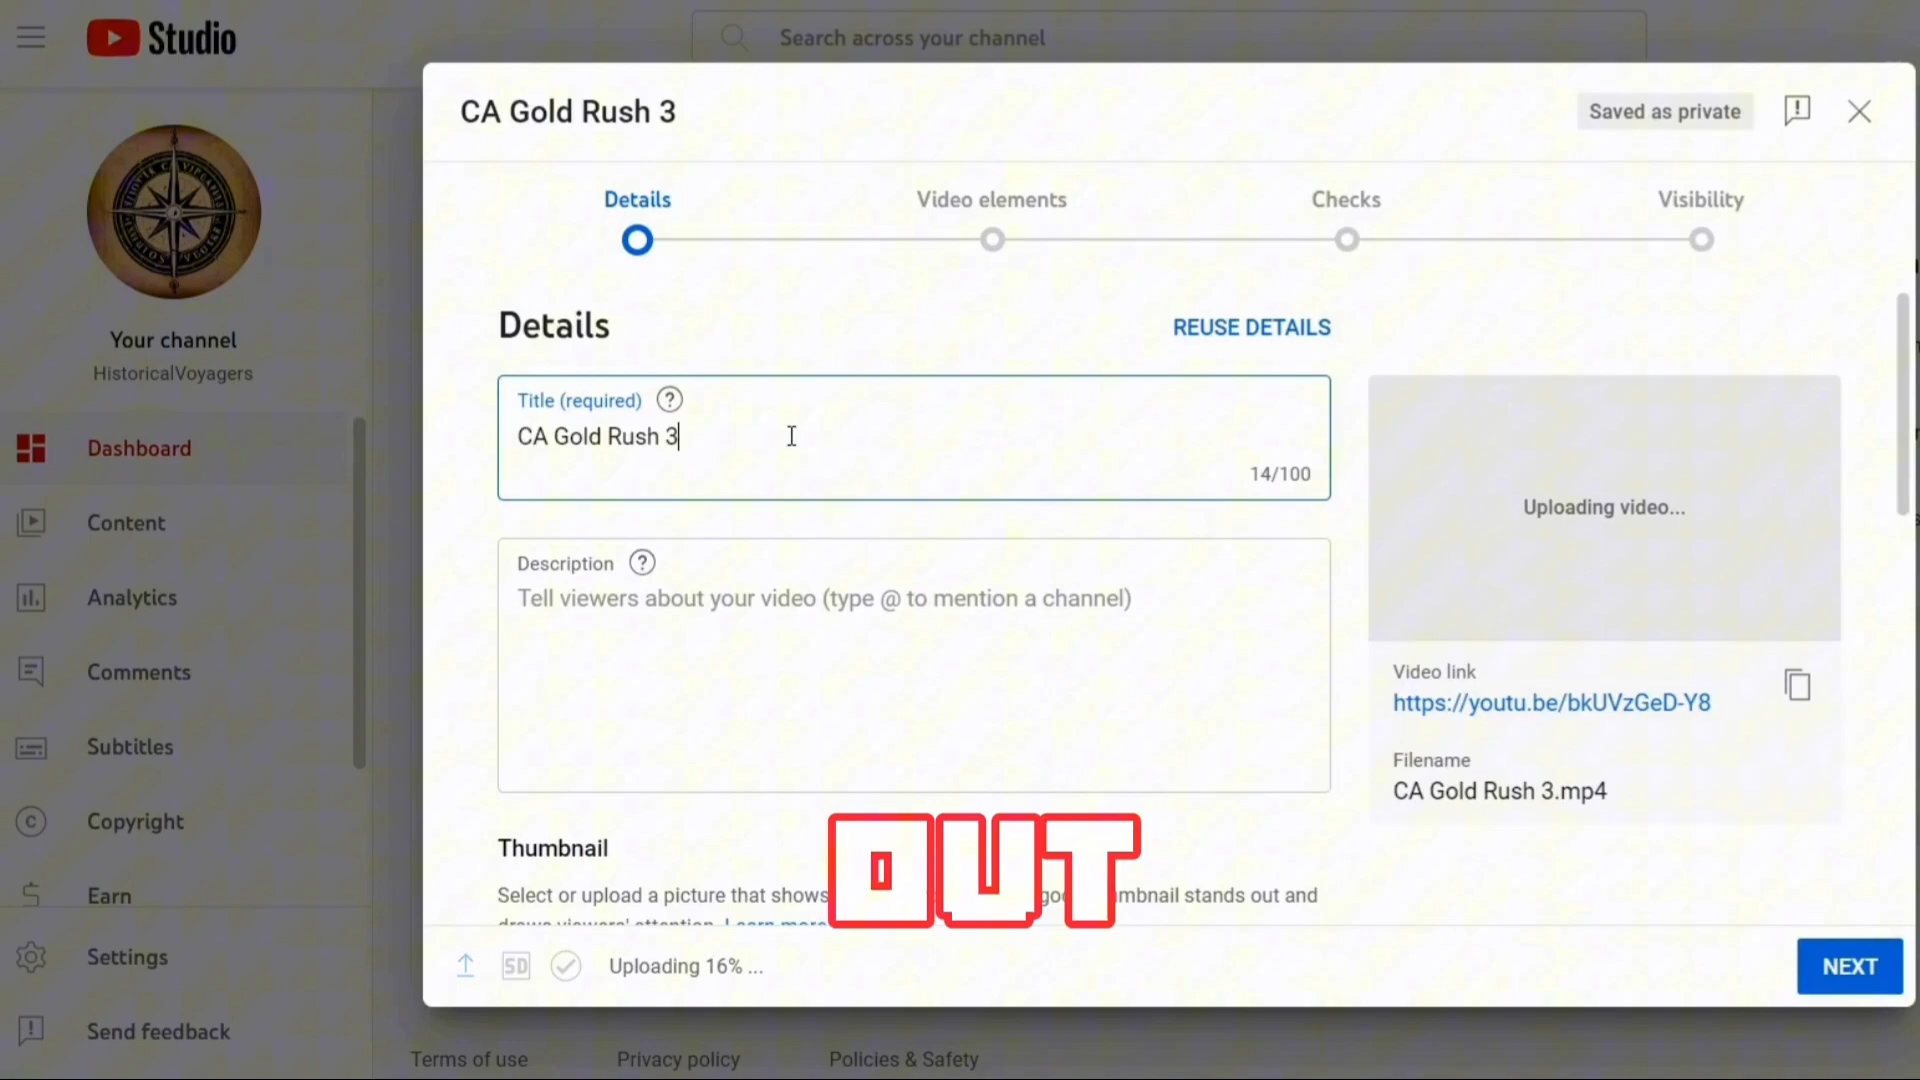 Studio
Search across your channel
CA Gold Rush 3
Saved as private
Details
Video elements
Checks
Visibility
Your channel
HistoricalVoyagers
Dashboard
Content
Analytics
Comments
Subtitles
Copyright
Earn
Settings
Send feedback
Details
REUSE DETAILS
Title (required)
CA Gold Rush 3
14/100
Description
Tell viewers about your video (type @ to mention a channel)
Uploading video...
Video link
https://youtu.be/bkUVzGeD-Y8
Filename
CA Gold Rush 3.mp4
Thumbnail
Select or upload a picture that shows
stands out and
OUT
SD
Uploading 16% ...
NEXT
Terms of use
Privacy policy
Policies & Safety